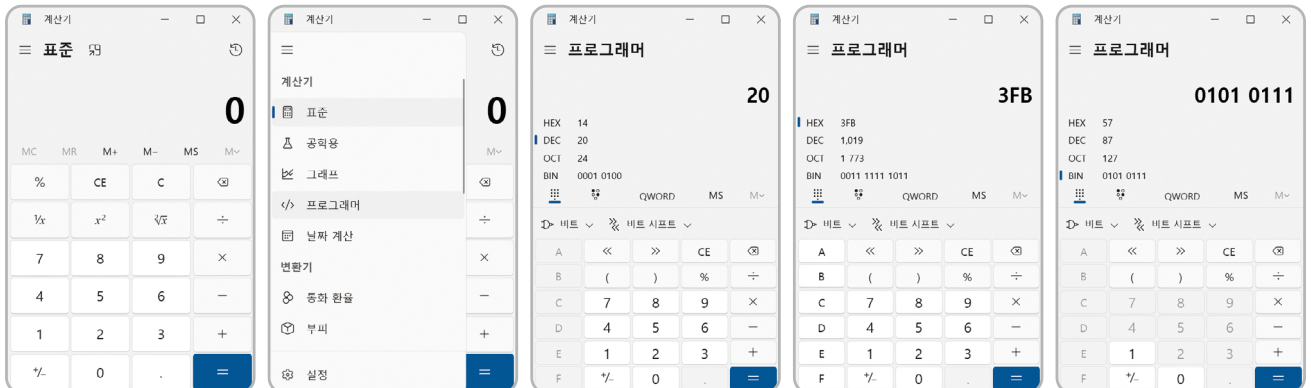 계산기
표준
0
MC MR M+ M− MS M˅
% CE C ⌫
⅟x x² ²√x ÷
7 8 9 ×
4 5 6 −
1 2 3 +
+/− 0 . =
계산기
계산기
표준
공학용
그래프
프로그래머
날짜 계산
변환기
통화 환율
부피
설정
0
M˅
⌫
÷
×
−
+
=
계산기
프로그래머
20
HEX 14
DEC 20
OCT 24
BIN 0001 0100
QWORD MS M˅
비트 비트 시프트
A « » CE ⌫
B ( ) % ÷
C 7 8 9 ×
D 4 5 6 −
E 1 2 3 +
F +/− 0 . =
계산기
프로그래머
3FB
HEX 3FB
DEC 1,019
OCT 1 773
BIN 0011 1111 1011
QWORD MS M˅
비트 비트 시프트
A « » CE ⌫
B ( ) % ÷
C 7 8 9 ×
D 4 5 6 −
E 1 2 3 +
F +/− 0 . =
계산기
프로그래머
0101 0111
HEX 57
DEC 87
OCT 127
BIN 0101 0111
QWORD MS M˅
비트 비트 시프트
A « » CE ⌫
B ( ) % ÷
C 7 8 9 ×
D 4 5 6 −
E 1 2 3 +
F +/− 0 . =